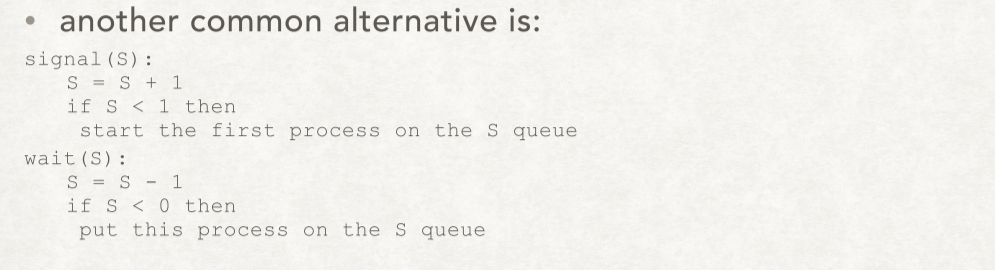 • another common alternative is:
signal(S):
S = S + 1
if S < 1 then
start the first process on the S queue
wait(S):
S = S - 1
if S < 0 then
put this process on the S queue